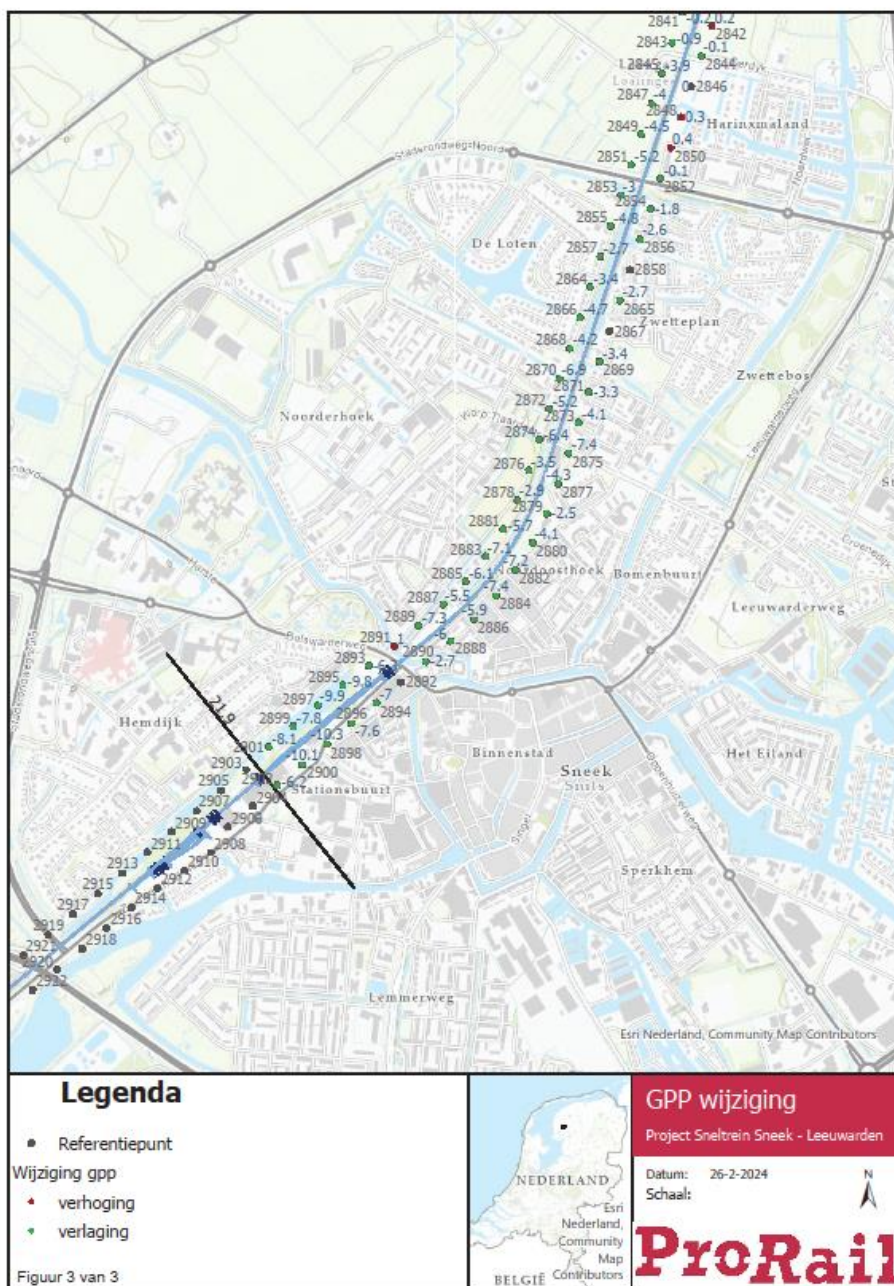 2841 -0.2 0.2
2842
2843 -0.9
-0.1
2844
2845 -3.9
0
2846
2847 -4
2848
0.3
Harinxmaland
2849 -4.5
0.4
2850
Stadsrondweg-Noord
Noordwer
2851 -5.2
-0.1
2852
2853 -3
2854
-1.8
2855 -4.8
-2.6
2856
De Loten
2857 -2.7
2858
2864 -3.4
-2.7
2865
2866 -4.7
Zwetteplan
2867
2868 -4.2
-3.4
2869
2870 -6.9
2871
-3.3
Zwettebos
2872 -5.2
2873
-4.1
Noorderhoek
2874 -6.4
-7.4
2875
2876 -3.5
-4.3
2877
2878 -2.9
2879
-2.5
2881 -5.7
-4.1
2880
2883 -7.1
-7.2
2882
Noordoosthoek
Bomenbuurt
2885 -6.1
-7.4
2884
Leeuwarderweg
2887 -5.5
-5.9
2886
2889 -7.3
-6
2888
Bolswarderweg
2891 1
2890
-2.7
2893
2892
2895 -9.8
-7
2894
2897 -9.9
2896
-7.6
Hemdijk
21.9
2899 -7.8
-10.3
2898
2901 -8.1
-10.1
2900
Binnenstad
Het Eiland
Sneek
Snits
2903
-6.2
Stationsbuurt
2905
2907
2909
2908
2911
2910
Singel
Sperkhem
2913
2912
2915
2914
2917
2916
2919
2918
2921
2920
2922
Lemmerweg
Esri Nederland, Community Map Contributors
Legenda
Referentiepunt
Wijziging gpp
verhoging
verlaging
Figuur 3 van 3
NEDERLAND
Esri
Nederland,
Community
Map
BELGIË Contributors
GPP wijziging
Project Sneltrein Sneek - Leeuwarden
Datum: 26-2-2024
N
Schaal:
ProRail